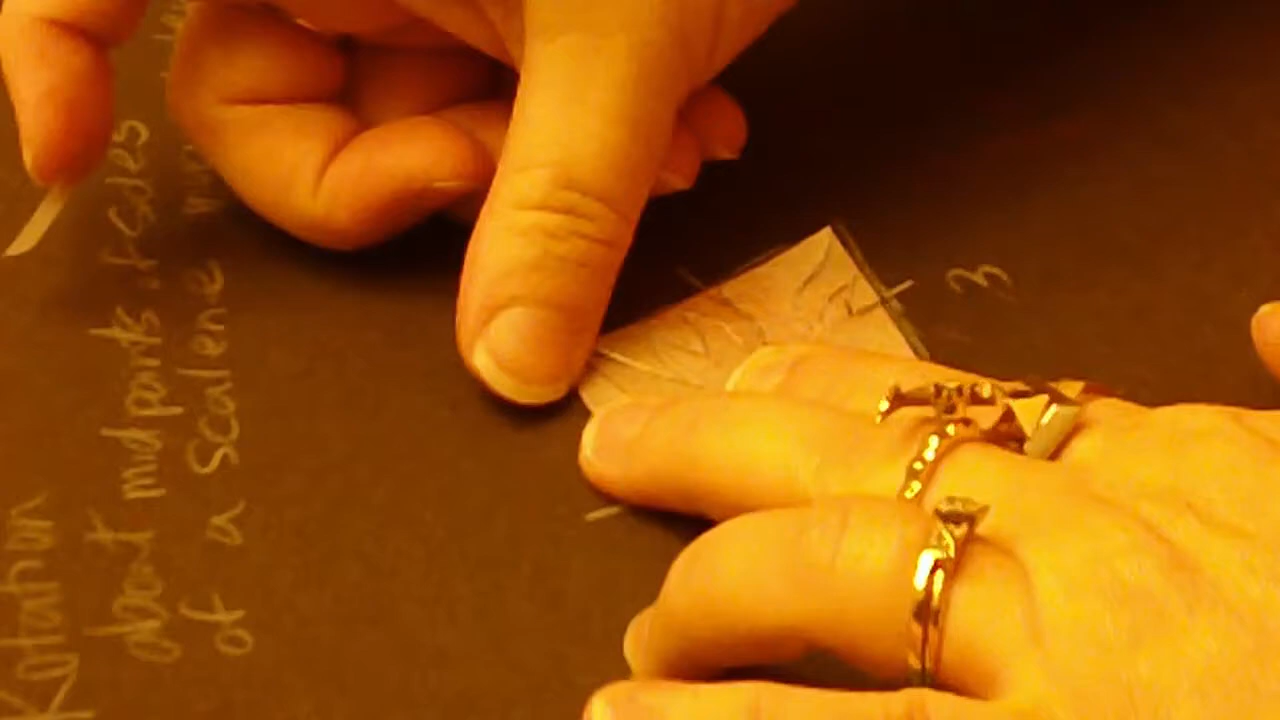 Rotation
about midpoints of sides
of a scalene
3